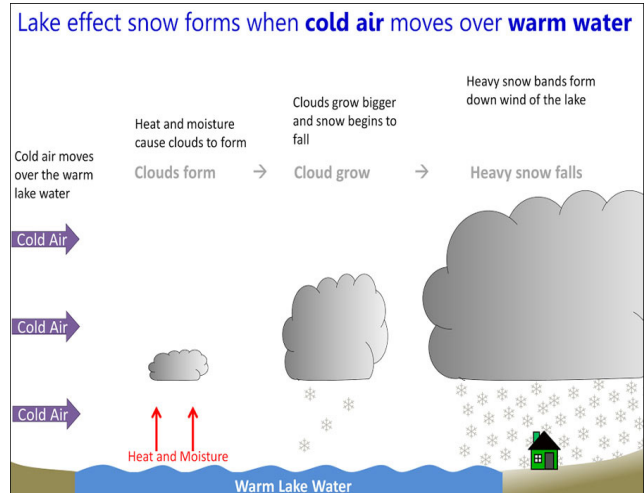 Lake effect snow forms when cold air moves over warm water
Cold air moves
over the warm
lake water
Heat and moisture
cause clouds to form
Clouds grow bigger
and snow begins to
fall
Heavy snow bands form
down wind of the lake
Clouds form → Cloud grow → Heavy snow falls
Cold Air
Cold Air
Cold Air
Heat and Moisture
Warm Lake Water